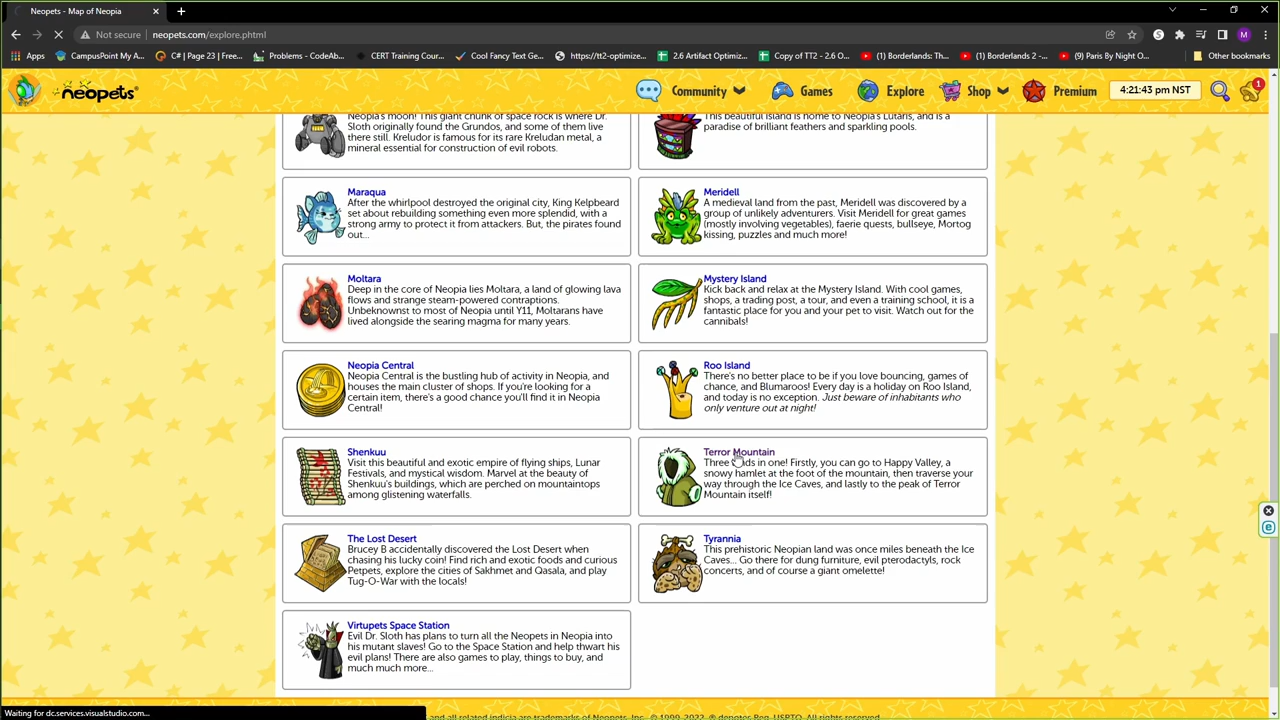 Neopets - Map of Neopia
Not secure | neopets.com/explore.phtml
Apps
CampusPoint My A...
C# | Page 23 | Free...
Problems - CodeAb...
CERT Training Cour...
Cool Fancy Text Ge...
https://tt2-optimize...
2.6 Artifact Optimiz...
Copy of TT2 - 2.6 O...
(1) Borderlands: Th...
(1) Borderlands 2 -...
(9) Paris By Night O...
Other bookmarks
M
neopets
Community
Games
Explore
Shop
Premium
4:21:43 pm NST
1
Neopia's moon! This giant chunk of space rock is where Dr.
Sloth originally found the Grundos, and some of them live
there still. Kreludor is famous for its rare Kreludan metal, a
mineral essential for construction of evil robots.
This beautiful island is home to Neopia's Lutaris, and is a
paradise of brilliant feathers and sparkling pools.
Maraqua
After the whirlpool destroyed the original city, King Kelpbeard
set about rebuilding something even more splendid, with a
strong army to protect it from attackers. But, the pirates found
out...
Meridell
A medieval land from the past, Meridell was discovered by a
group of unlikely adventurers. Visit Meridell for great games
(mostly involving vegetables), faerie quests, bullseye, Mortog
kissing, puzzles and much more!
Moltara
Deep in the core of Neopia lies Moltara, a land of glowing lava
flows and strange steam-powered contraptions.
Unbeknownst to most of Neopia until Y11, Moltarans have
lived alongside the searing magma for many years.
Mystery Island
Kick back and relax at the Mystery Island. With cool games,
shops, a trading post, a tour, and even a training school, it is a
fantastic place for you and your pet to visit. Watch out for the
cannibals!
Neopia Central
Neopia Central is the bustling hub of activity in Neopia, and
houses the main cluster of shops. If you're looking for a
certain item, there's a good chance you'll find it in Neopia
Central!
Roo Island
There's no better place to be if you love bouncing, games of
chance, and Blumaroos! Every day is a holiday on Roo Island,
and today is no exception. Just beware of inhabitants who
only venture out at night!
Shenkuu
Visit this beautiful and exotic empire of flying ships, Lunar
Festivals, and mystical wisdom. Marvel at the beauty of
Shenkuu's buildings, which are perched on mountaintops
among glistening waterfalls.
Terror Mountain
Three lands in one! Firstly, you can go to Happy Valley, a
snowy hamlet at the foot of the mountain, then traverse your
way through the Ice Caves, and lastly to the peak of Terror
Mountain itself!
The Lost Desert
Brucey B accidentally discovered the Lost Desert when
chasing his lucky coin! Find rich and exotic foods and curious
Petpets, explore the cities of Sakhmet and Qasala, and play
Tug-O-War with the locals!
Tyrannia
This prehistoric Neopian land was once miles beneath the Ice
Caves... Go there for dung furniture, evil pterodactyls, rock
concerts, and of course a giant omelette!
Virtupets Space Station
Evil Dr. Sloth has plans to turn all the Neopets in Neopia into
his mutant slaves! Go to the Space Station and help thwart his
evil plans! There are also games to play, things to buy, and
much much more...
Waiting for dc.services.visualstudio.com...
and all related indicia are trademarks of Neopets, Inc., © 1999-2022. ® denotes Reg. USPTO. All rights reserved.